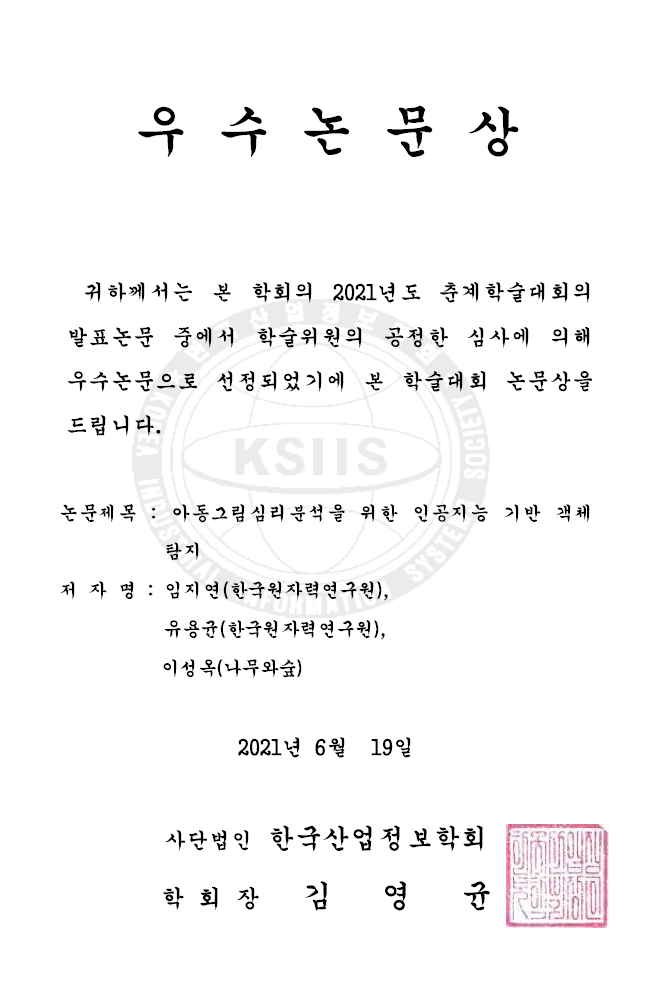 우 수 논 문 상
귀하께서는 본 학회의 2021년도 춘계학술대회의
발표논문 중에서 학술위원의 공정한 심사에 의해
우수논문으로 선정되었기에 본 학술대회 논문상을
드립니다.
KSIIS
논문제목 : 아동그림심리분석을 위한 인공지능 기반 객체
탐지
저 자 명 : 임지연(한국원자력연구원),
유용균(한국원자력연구원),
이성옥(나무와숲)
2021년 6월 19일
사단법인 한국산업정보학회
학 회 장 김 영 균